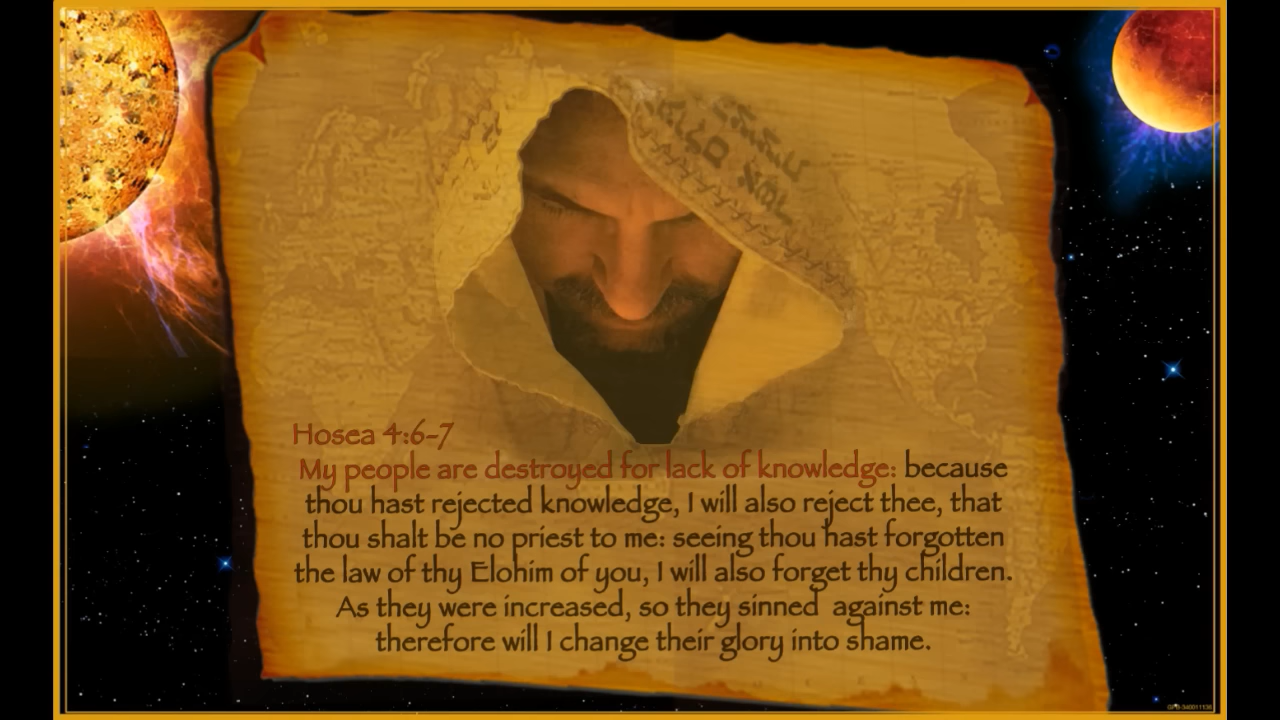 Hosea 4:6-7
My people are destroyed for lack of knowledge: because
thou hast rejected knowledge, I will also reject thee, that
thou shalt be no priest to me: seeing thou hast forgotten
the law of thy Elohim of you, I will also forget thy children.
As they were increased, so they sinned against me:
therefore will I change their glory into shame.